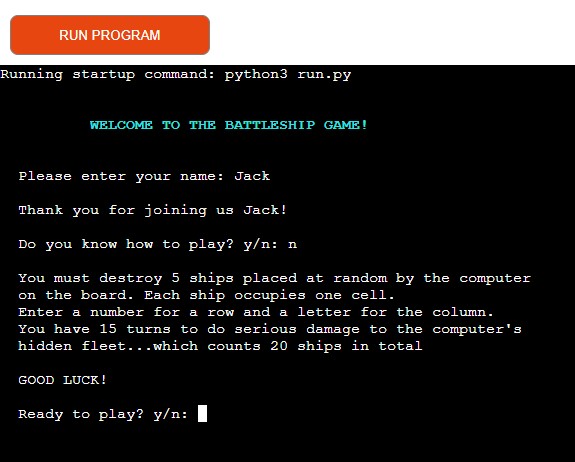 RUN PROGRAM
Running startup command: python3 run.py
WELCOME TO THE BATTLESHIP GAME!
Please enter your name: Jack
Thank you for joining us Jack!
Do you know how to play? y/n: n
You must destroy 5 ships placed at random by the computer
on the board. Each ship occupies one cell.
Enter a number for a row and a letter for the column.
You have 15 turns to do serious damage to the computer's
hidden fleet...which counts 20 ships in total
GOOD LUCK!
Ready to play? y/n: